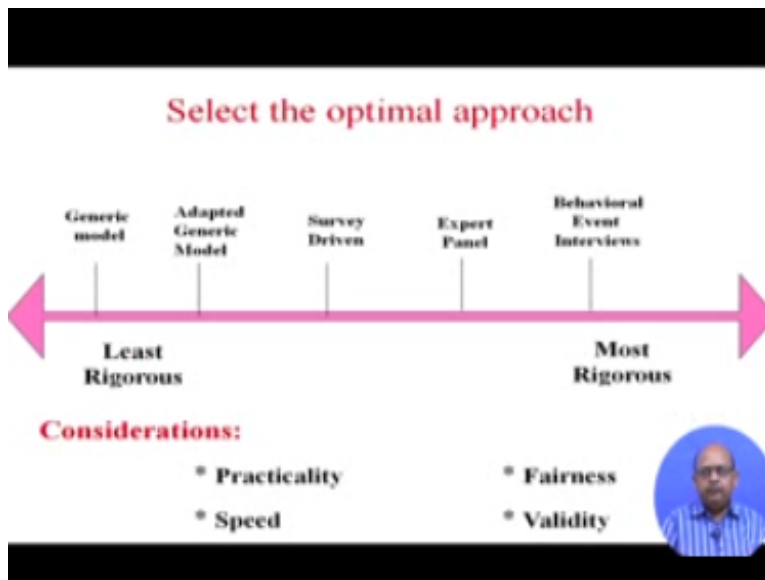 Select the optimal approach
Generic
model
Adapted
Generic
Model
Survey
Driven
Expert
Panel
Behavioral
Event
Interviews
Least
Rigorous
Most
Rigorous
Considerations:
* Practicality
* Fairness
* Speed
* Validity